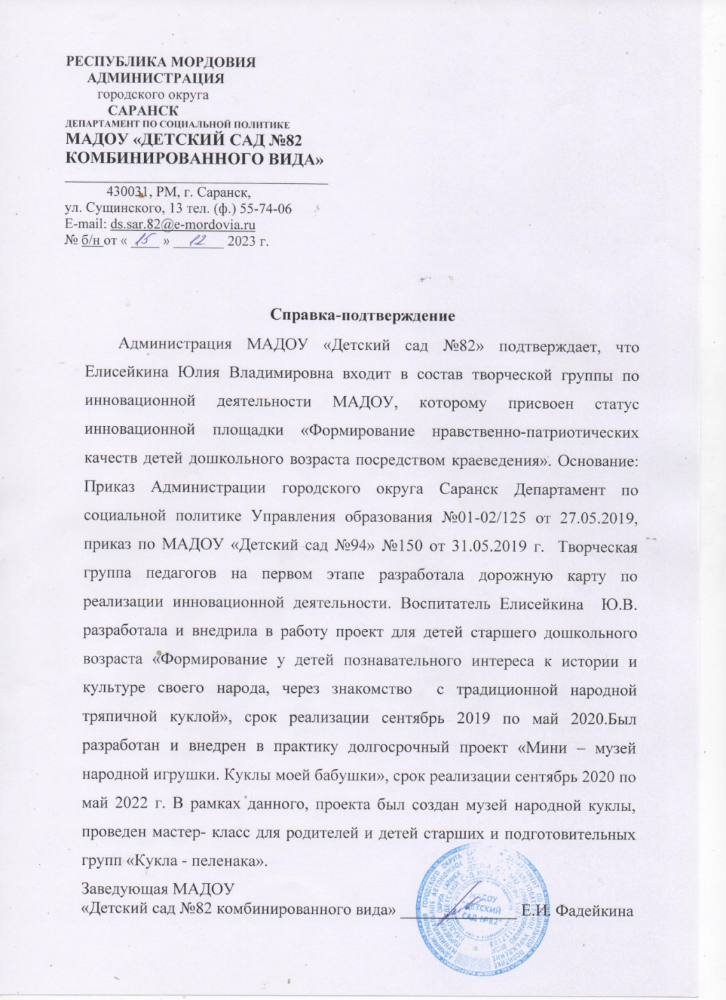 РЕСПУБЛИКА МОРДОВИЯ
АДМИНИСТРАЦИЯ
городского округа
САРАНСК
ДЕПАРТАМЕНТ ПО СОЦИАЛЬНОЙ ПОЛИТИКЕ
МАДОУ «ДЕТСКИЙ САД №82
КОМБИНИРОВАННОГО ВИДА»
430031, РМ, г. Саранск,
ул. Сущинского, 13 тел. (ф.) 55-74-06
E-mail: ds.sar.82@e-mordovia.ru
№ б/н от « 15 » 12 2023 г.
Справка-подтверждение
Администрация МАДОУ «Детский сад №82» подтверждает, что
Елисейкина Юлия Владимировна входит в состав творческой группы по
инновационной деятельности МАДОУ, которому присвоен статус
инновационной площадки «Формирование нравственно-патриотических
качеств детей дошкольного возраста посредством краеведения». Основание:
Приказ Администрации городского округа Саранск Департамент по
социальной политике Управления образования №01-02/125 от 27.05.2019,
приказ по МАДОУ «Детский сад №94» №150 от 31.05.2019 г. Творческая
группа педагогов на первом этапе разработала дорожную карту по
реализации инновационной деятельности. Воспитатель Елисейкина Ю.В.
разработала и внедрила в работу проект для детей старшего дошкольного
возраста «Формирование у детей познавательного интереса к истории и
культуре своего народа, через знакомство с традиционной народной
тряпичной куклой», срок реализации сентябрь 2019 по май 2020.Был
разработан и внедрен в практику долгосрочный проект «Мини – музей
народной игрушки. Куклы моей бабушки», срок реализации сентябрь 2020 по
май 2022 г. В рамках данного, проекта был создан музей народной куклы,
проведен мастер- класс для родителей и детей старших и подготовительных
групп «Кукла - пеленака».
Заведующая МАДОУ
«Детский сад №82 комбинированного вида» Е.И. Фадейкина
МАДОУ
"ДЕТСКИЙ
САД №82"